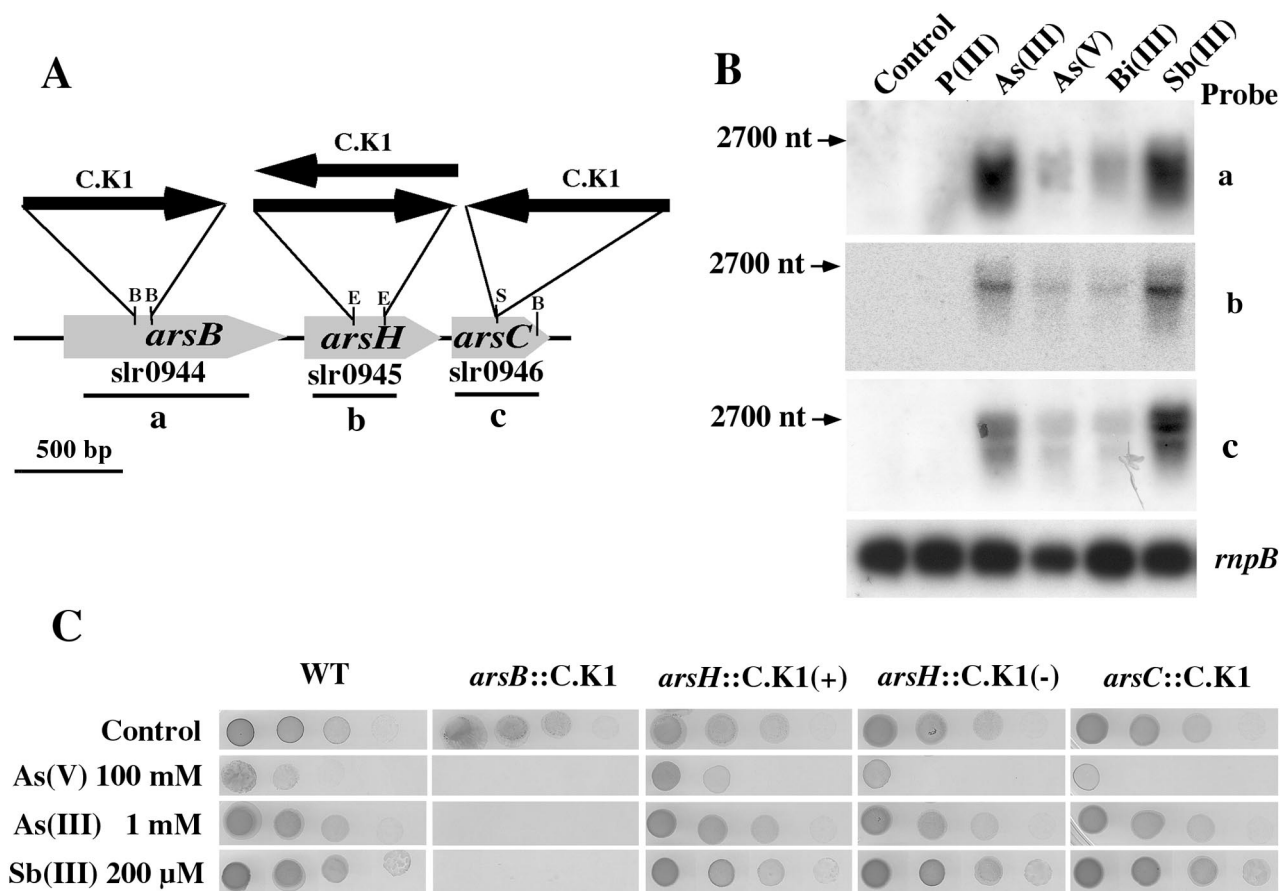 A
C.K1
C.K1
C.K1
B B
E E
S
B
arsB
arsH
arsC
slr0944
slr0945
slr0946
a
b
c
500 bp
B
Control
P(III)
As(III)
As(V)
Bi(III)
Sb(III)
Probe
2700 nt
a
2700 nt
b
2700 nt
c
rnpB
C
WT
arsB::C.K1
arsH::C.K1(+)
arsH::C.K1(-)
arsC::C.K1
Control
As(V) 100 mM
As(III) 1 mM
Sb(III) 200 µM